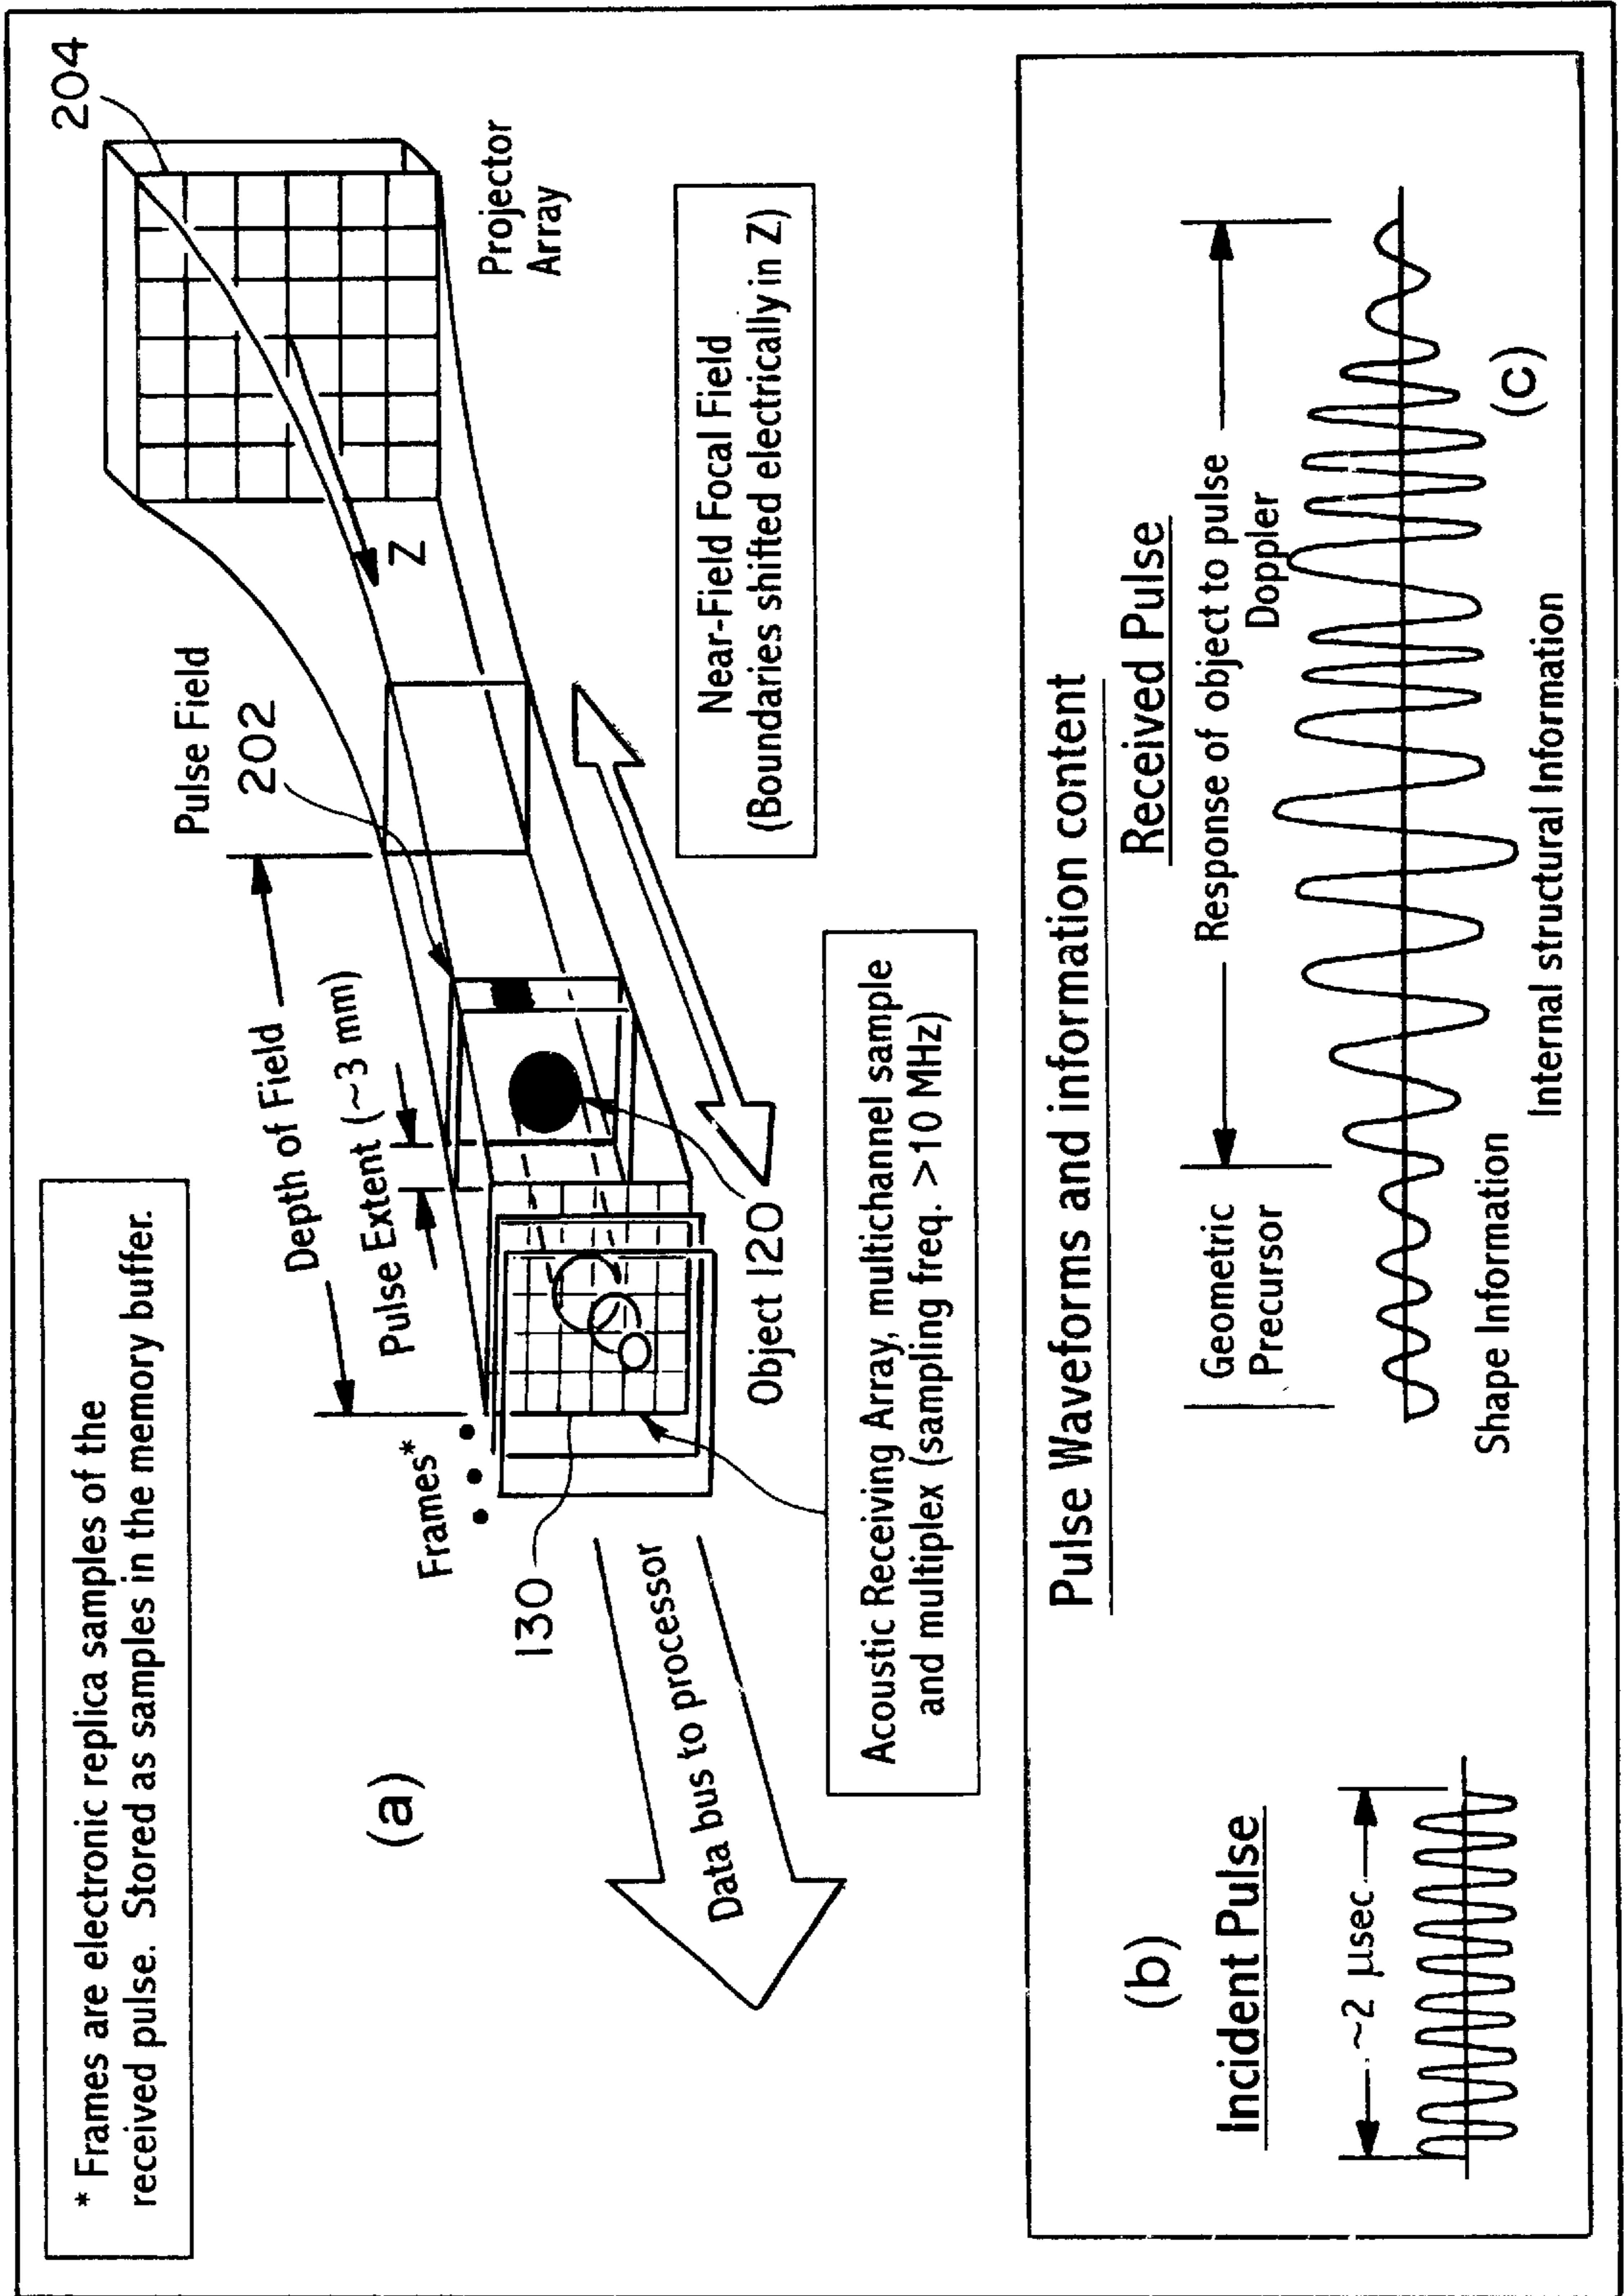 * Frames are electronic replica samples of the
received pulse. Stored as samples in the memory buffer.
(a)
Frames*
130
Data bus to processor
Depth of Field
Pulse Extent (~3 mm)
Pulse Field
202
204
Z
Projector
Array
Object 120
Near-Field Focal Field
(Boundaries shifted electrically in Z)
Acoustic Receiving Array, multichannel sample
and multiplex (sampling freq. >10 MHz)
Pulse Waveforms and information content
(b)
Incident Pulse
~2 μsec
Received Pulse
Geometric
Precursor
Response of object to pulse
Doppler
Shape Information
Internal structural Information
(c)